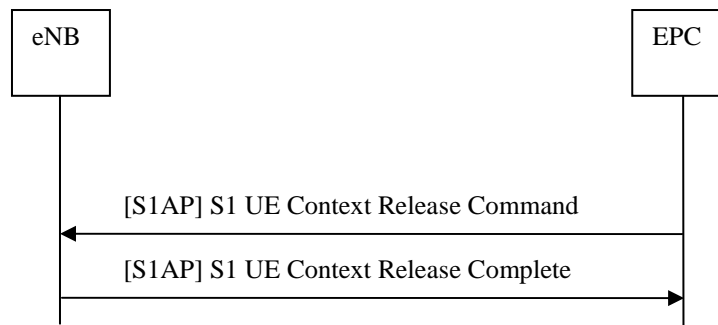 eNB
EPC
[S1AP] S1 UE Context Release Command
[S1AP] S1 UE Context Release Complete